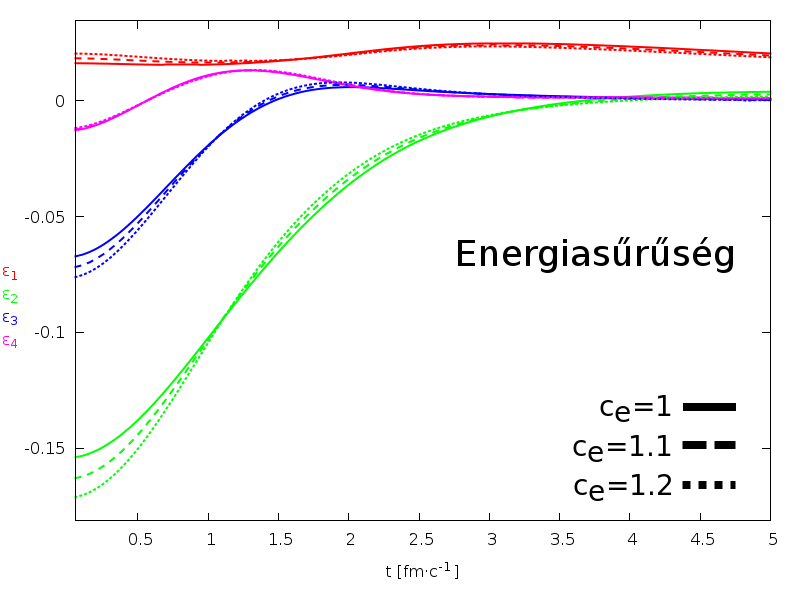 0
-0.05
-0.1
-0.15
ε1
ε2
ε3
ε4
Energiasűrűség
ce=1
ce=1.1
ce=1.2
0.5 1 1.5 2 2.5 3 3.5 4 4.5 5
t [fm·c-1]